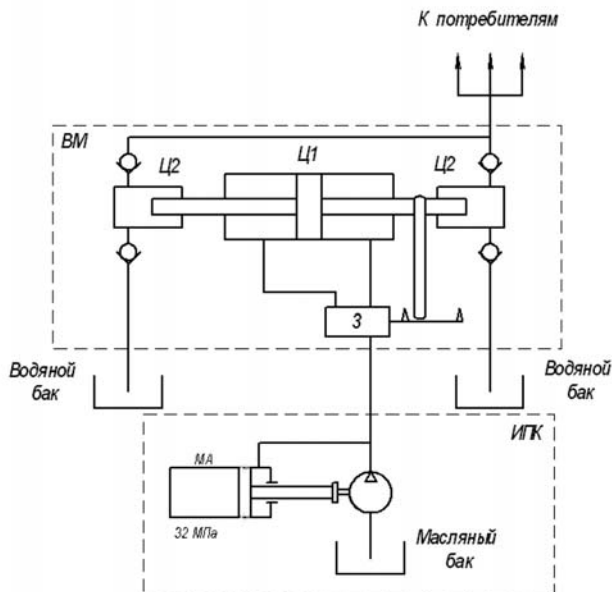 К потребителям
ВМ
Ц2
Ц1
Ц2
3
Водяной
бак
Водяной
бак
ИПК
МА
32 МПа
Масляный
бак